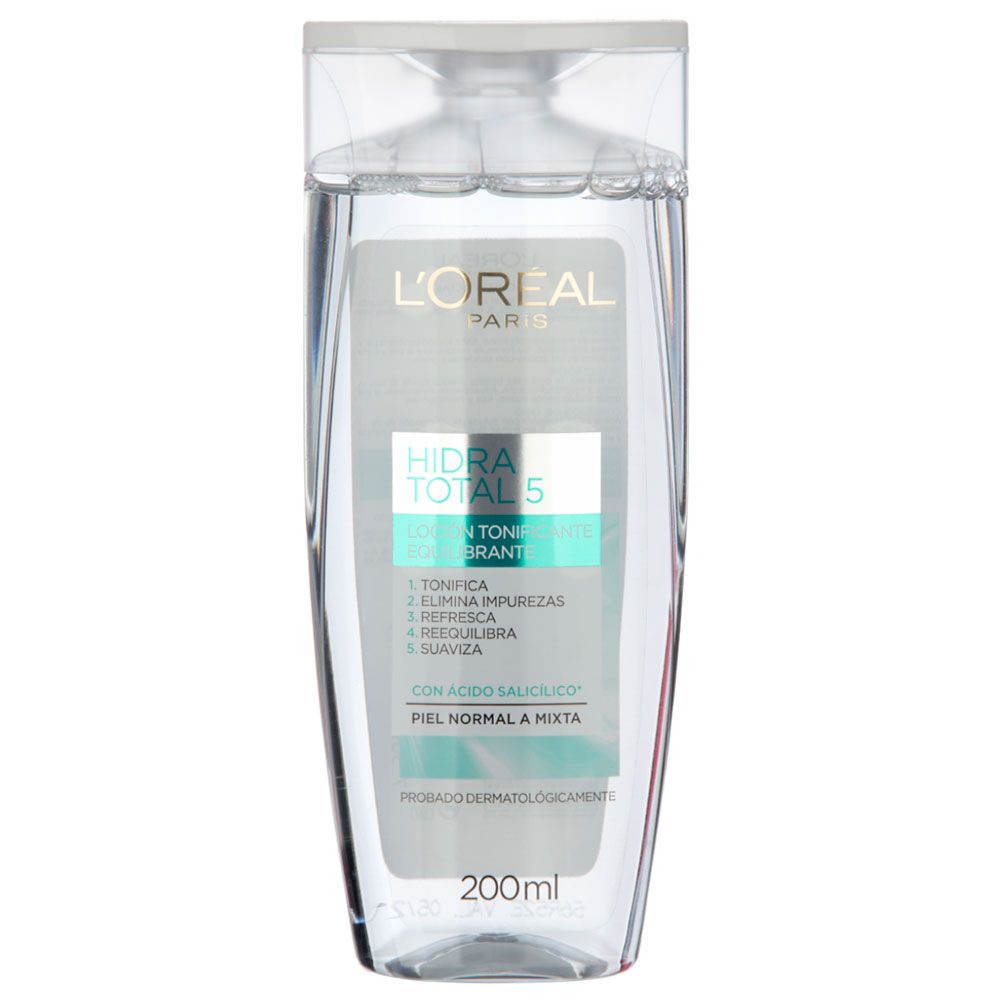 L'ORÉAL
PARIS
HIDRA
TOTAL 5
LOCIÓN TONIFICANTE
EQUILIBRANTE
1. TONIFICA
2. ELIMINA IMPUREZAS
3. REFRESCA
4. REEQUILIBRA
5. SUAVIZA
CON ÁCIDO SALICÍLICO*
PIEL NORMAL A MIXTA
PROBADO DERMATOLÓGICAMENTE
200ml